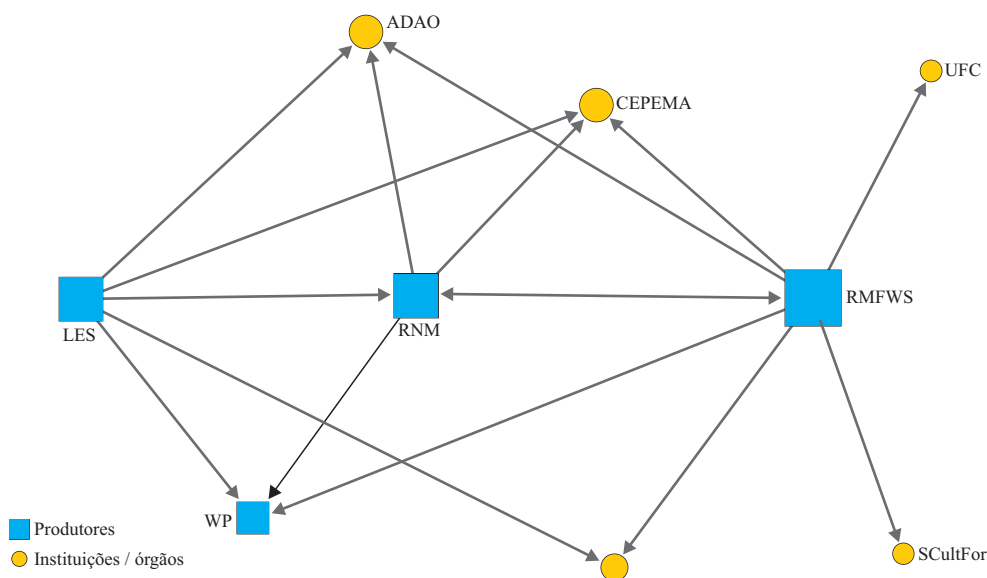 ADAO
UFC
CEPEMA
RMFWS
RNM
LES
WP
Produtores
SCultFor
Instituições / órgãos